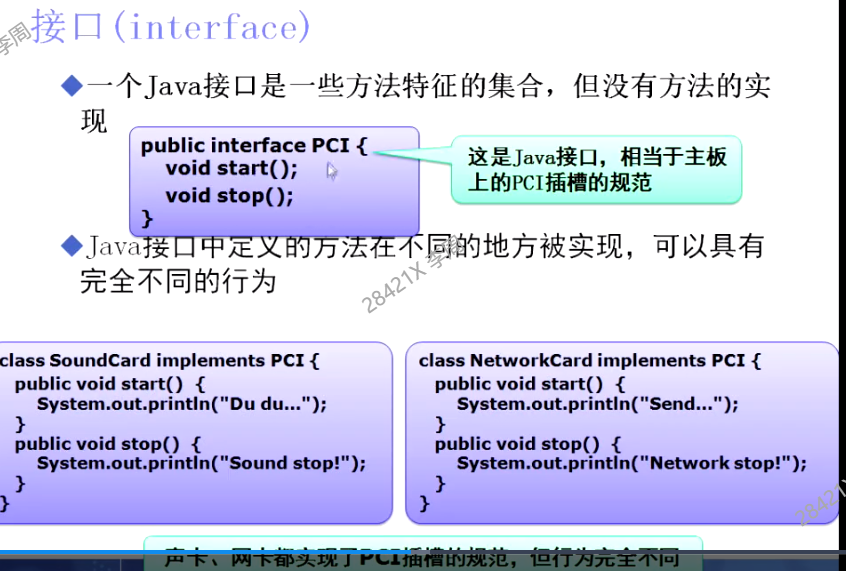 接口(interface)
李周
◆一个Java接口是一些方法特征的集合，但没有方法的实
现
public interface PCI {
void start();
void stop();
}
这是Java接口，相当于主板
上的PCI插槽的规范
◆Java接口中定义的方法在不同的地方被实现，可以具有
完全不同的行为
28421X 李周
class SoundCard implements PCI {
public void start() {
System.out.println("Du du...");
}
public void stop() {
System.out.println("Sound stop!");
}
}
class NetworkCard implements PCI {
public void start() {
System.out.println("Send...");
}
public void stop() {
System.out.println("Network stop!");
}
}
28421X
声卡、网卡都实现了PCI插槽的规范，但行为完全不同